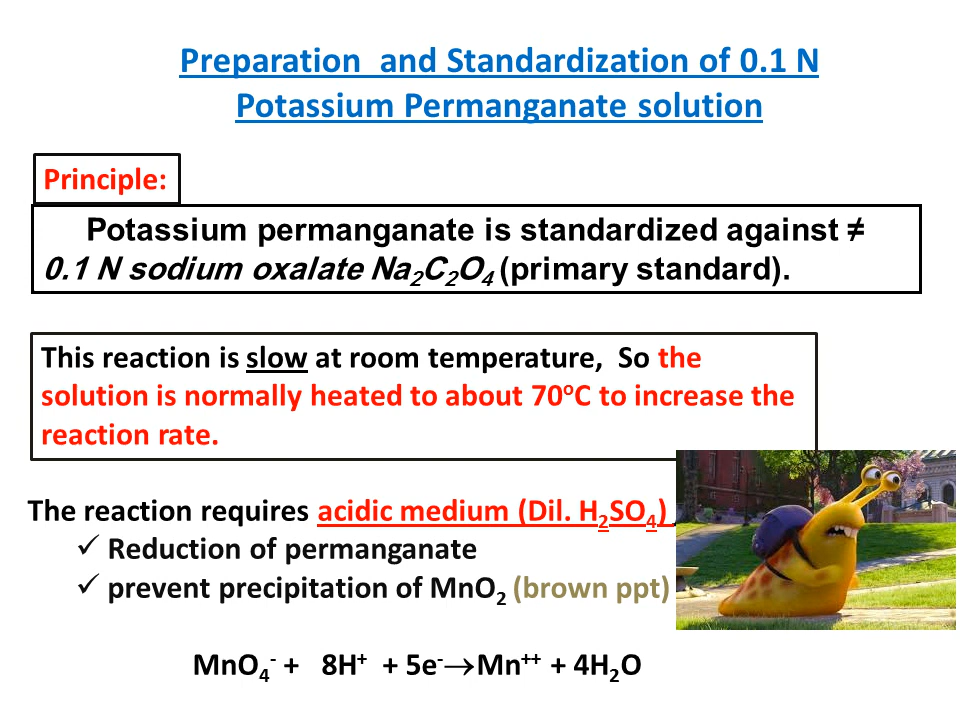 Preparation and Standardization of 0.1 N
Potassium Permanganate solution
Principle:
Potassium permanganate is standardized against ≠
0.1 N sodium oxalate Na₂C₂O₄ (primary standard).
This reaction is slow at room temperature, So the
solution is normally heated to about 70ᵒC to increase the
reaction rate.
The reaction requires acidic medium (Dil. H₂SO₄)
✓ Reduction of permanganate
✓ prevent precipitation of MnO₂ (brown ppt)
MnO₄⁻ + 8H⁺ + 5e⁻→Mn⁺⁺ + 4H₂O